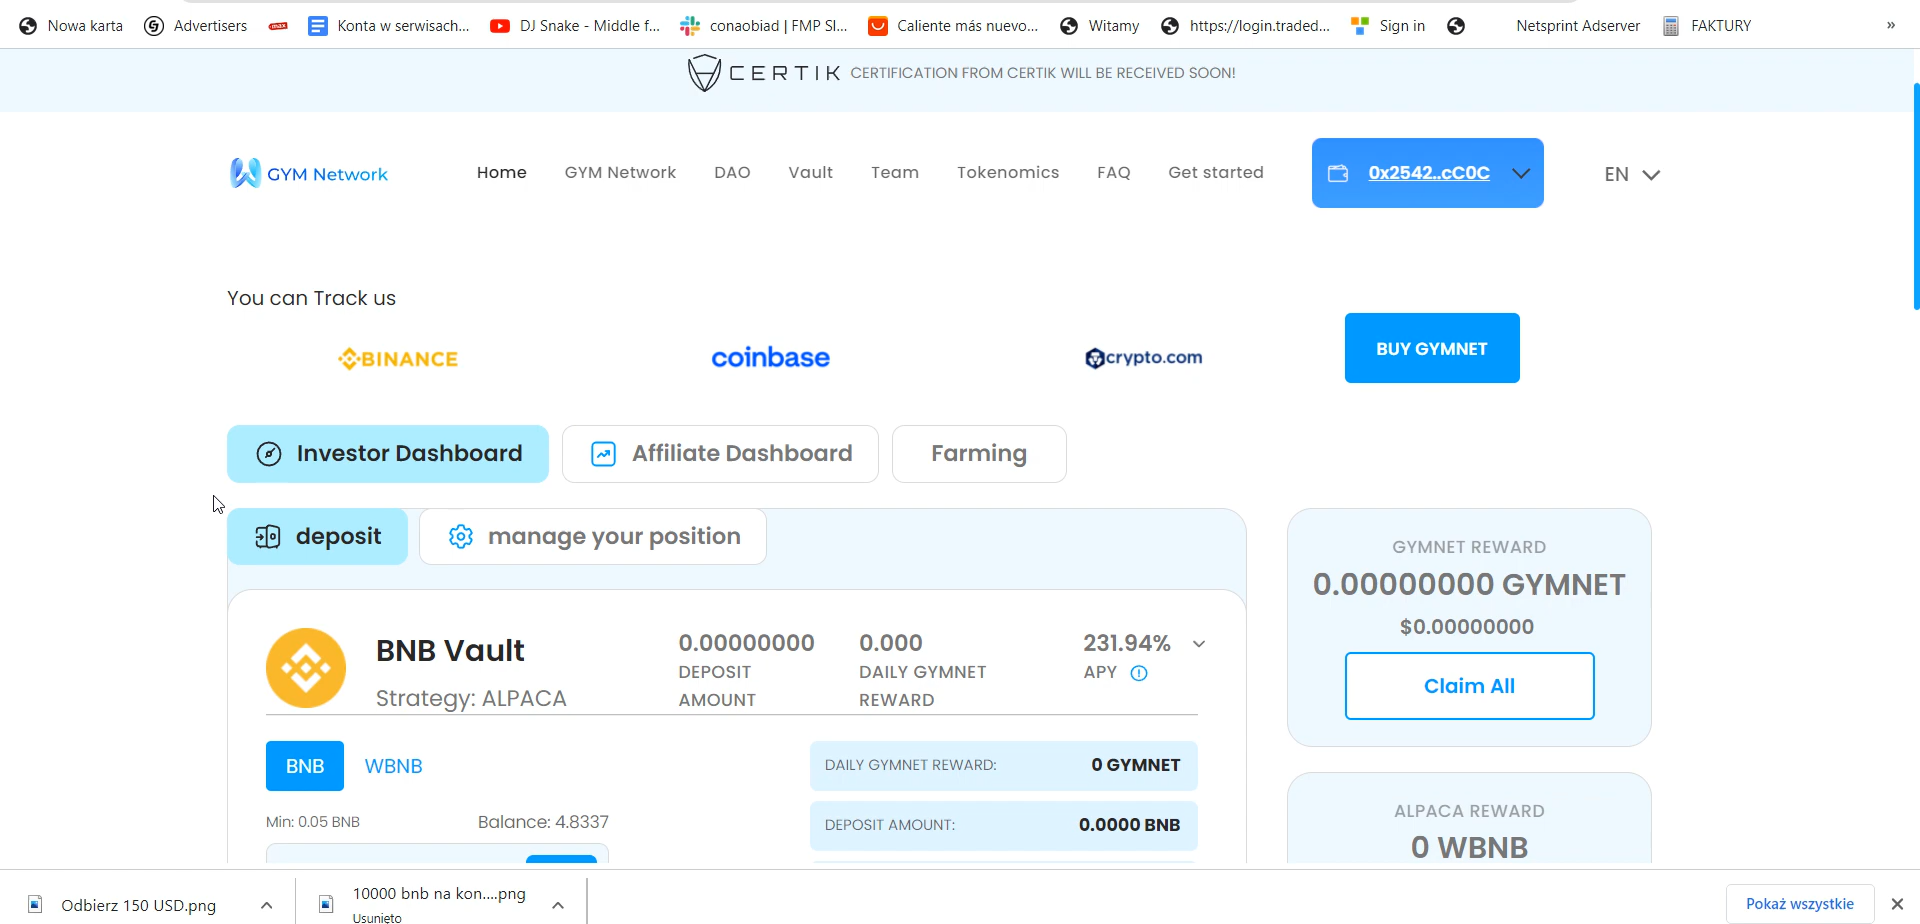 Nowa karta Advertisers max Konta w serwisach... DJ Snake - Middle f... conaobiad | FMP Sl... Caliente más nuevo... Witamy https://login.traded... Sign in Netsprint Adserver FAKTURY »
CERTIK CERTIFICATION FROM CERTIK WILL BE RECEIVED SOON!
GYM Network Home GYM Network DAO Vault Team Tokenomics FAQ Get started 0x2542..cC0C EN
You can Track us
BINANCE coinbase crypto.com BUY GYMNET
Investor Dashboard Affiliate Dashboard Farming
deposit manage your position
GYMNET REWARD
0.00000000 GYMNET
$0.00000000
Claim All
BNB Vault 0.00000000 0.000 231.94%
DEPOSIT DAILY GYMNET APY
Strategy: ALPACA AMOUNT REWARD
BNB WBNB DAILY GYMNET REWARD: 0 GYMNET
Min: 0.05 BNB Balance: 4.8337 DEPOSIT AMOUNT: 0.0000 BNB
ALPACA REWARD
0 WBNB
Odbierz 150 USD.png 10000 bnb na kon....png
Usunięto
Pokaż wszystkie